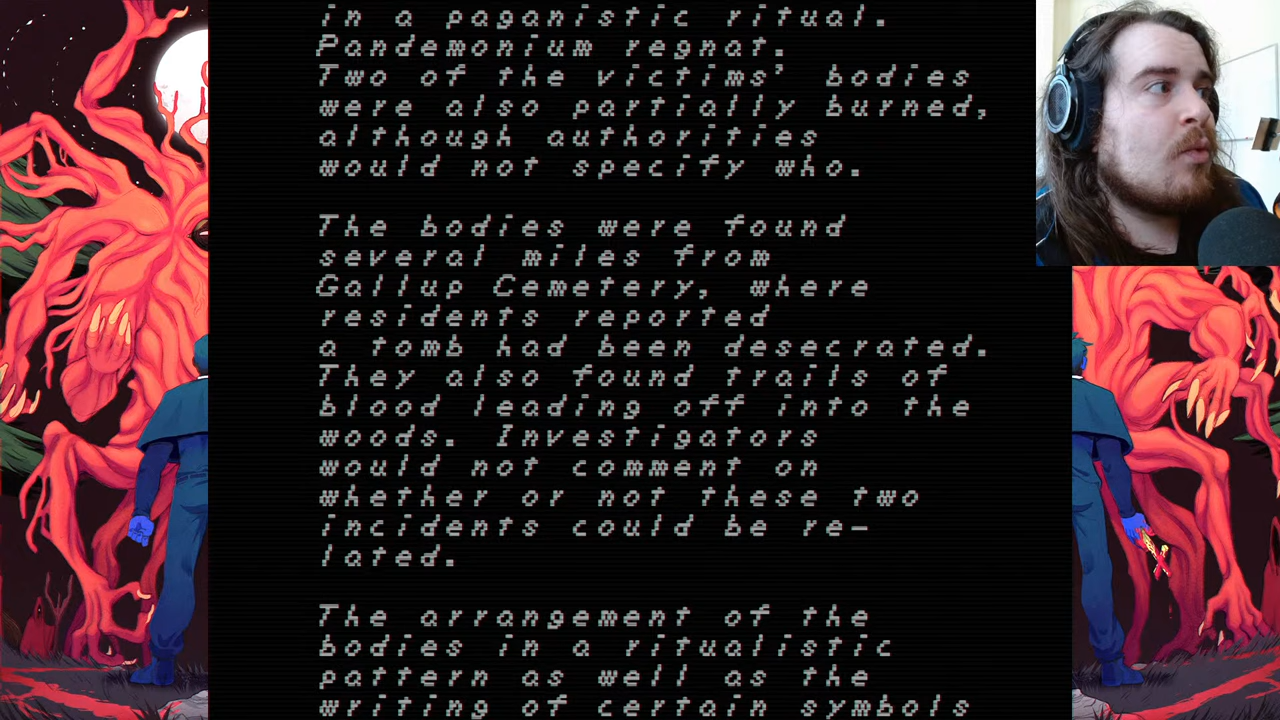 in a paganistic ritual.
Pandemonium regnat.
Two of the victims' bodies
were also partially burned,
although authorities
would not specify who.
The bodies were found
several miles from
Gallup Cemetery, where
residents reported
a tomb had been desecrated.
They also found trails of
blood leading off into the
woods. Investigators
would not comment on
whether or not these two
incidents could be re-
lated.
The arrangement of the
bodies in a ritualistic
pattern as well as the
writing of certain symbols